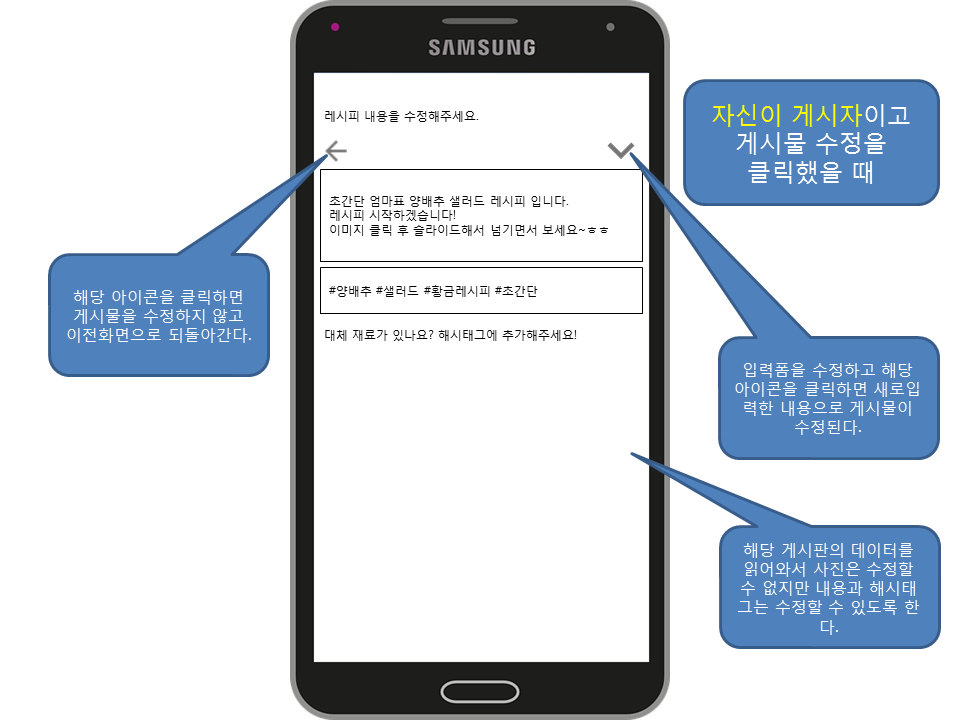 SAMSUNG
자신이 게시자이고
게시물 수정을
클릭했을 때
레시피 내용을 수정해주세요.
초간단 엄마표 양배추 샐러드 레시피 입니다.
레시피 시작하겠습니다!
이미지 클릭 후 슬라이드해서 넘기면서 보세요~ㅎㅎ
#양배추 #샐러드 #황금레시피 #초간단
대체 재료가 있나요? 해시태그에 추가해주세요!
해당 아이콘을 클릭하면
게시물을 수정하지 않고
이전화면으로 되돌아간다.
입력폼을 수정하고 해당
아이콘을 클릭하면 새로입
력한 내용으로 게시물이
수정된다.
해당 게시판의 데이터를
읽어와서 사진은 수정할
수 없지만 내용과 해시태
그는 수정할 수 있도록 한
다.